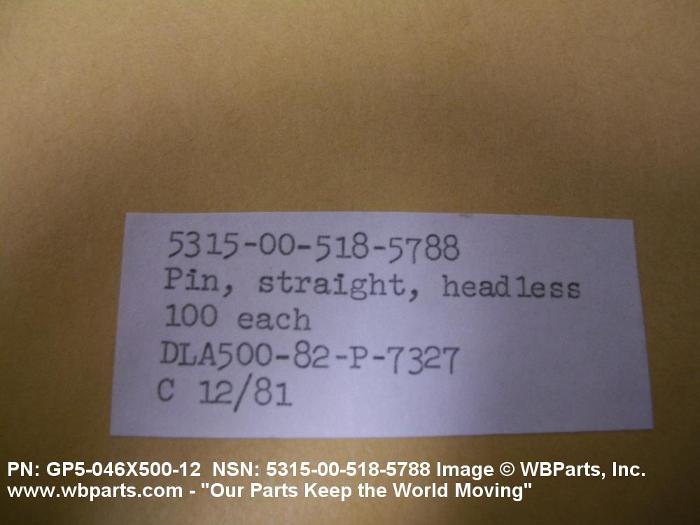 5315-00-518-5788
Pin, straight, headless
100 each
DLA500-82-P-7327
C 12/81
PN: GP5-046X500-12 NSN: 5315-00-518-5788 Image © WBParts, Inc.
www.wbparts.com - "Our Parts Keep the World Moving"